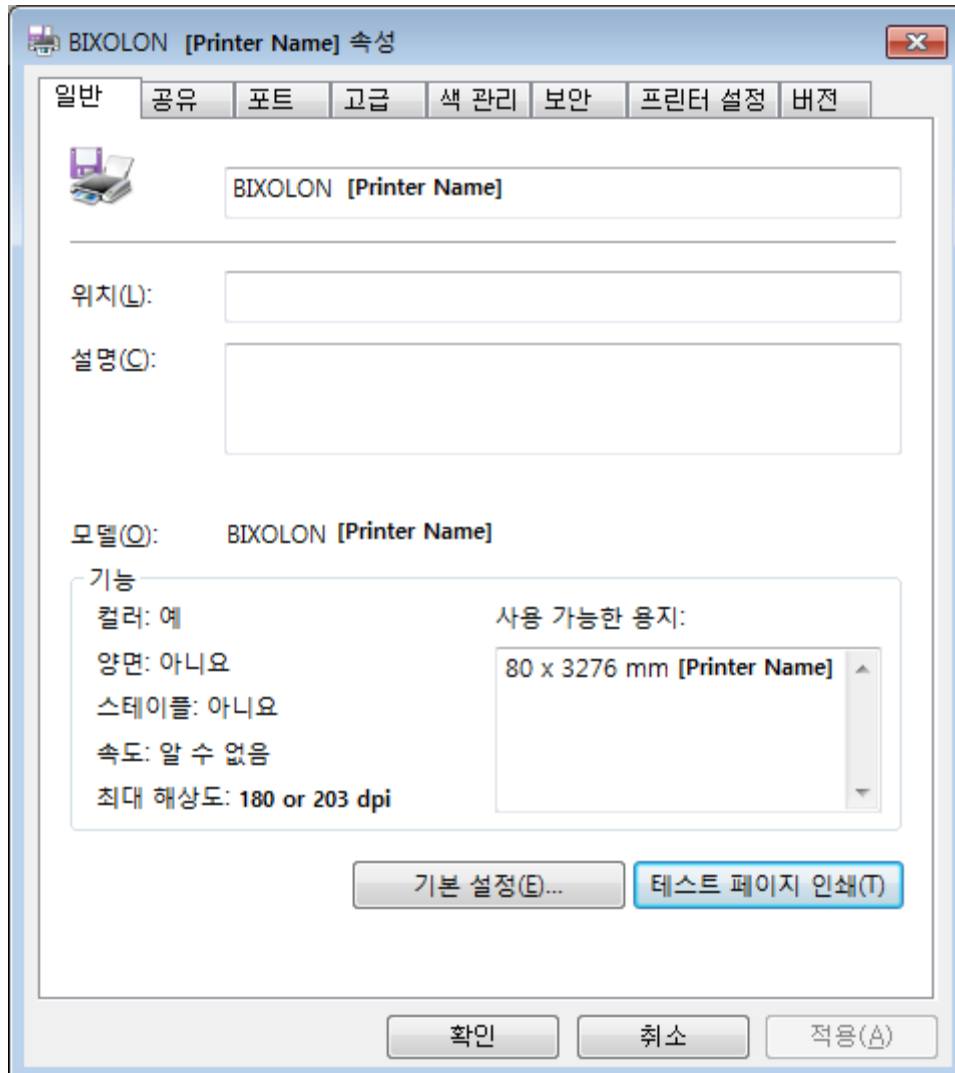 BIXOLON [Printer Name] 속성
일반 공유 포트 고급 색 관리 보안 프린터 설정 버전
BIXOLON [Printer Name]
위치(L):
설명(C):
모델(O): BIXOLON [Printer Name]
기능
컬러: 예
양면: 아니요
스테이플: 아니요
속도: 알 수 없음
최대 해상도: 180 or 203 dpi
사용 가능한 용지:
80 x 3276 mm [Printer Name]
기본 설정(E)... 테스트 페이지 인쇄(T)
확인 취소 적용(A)